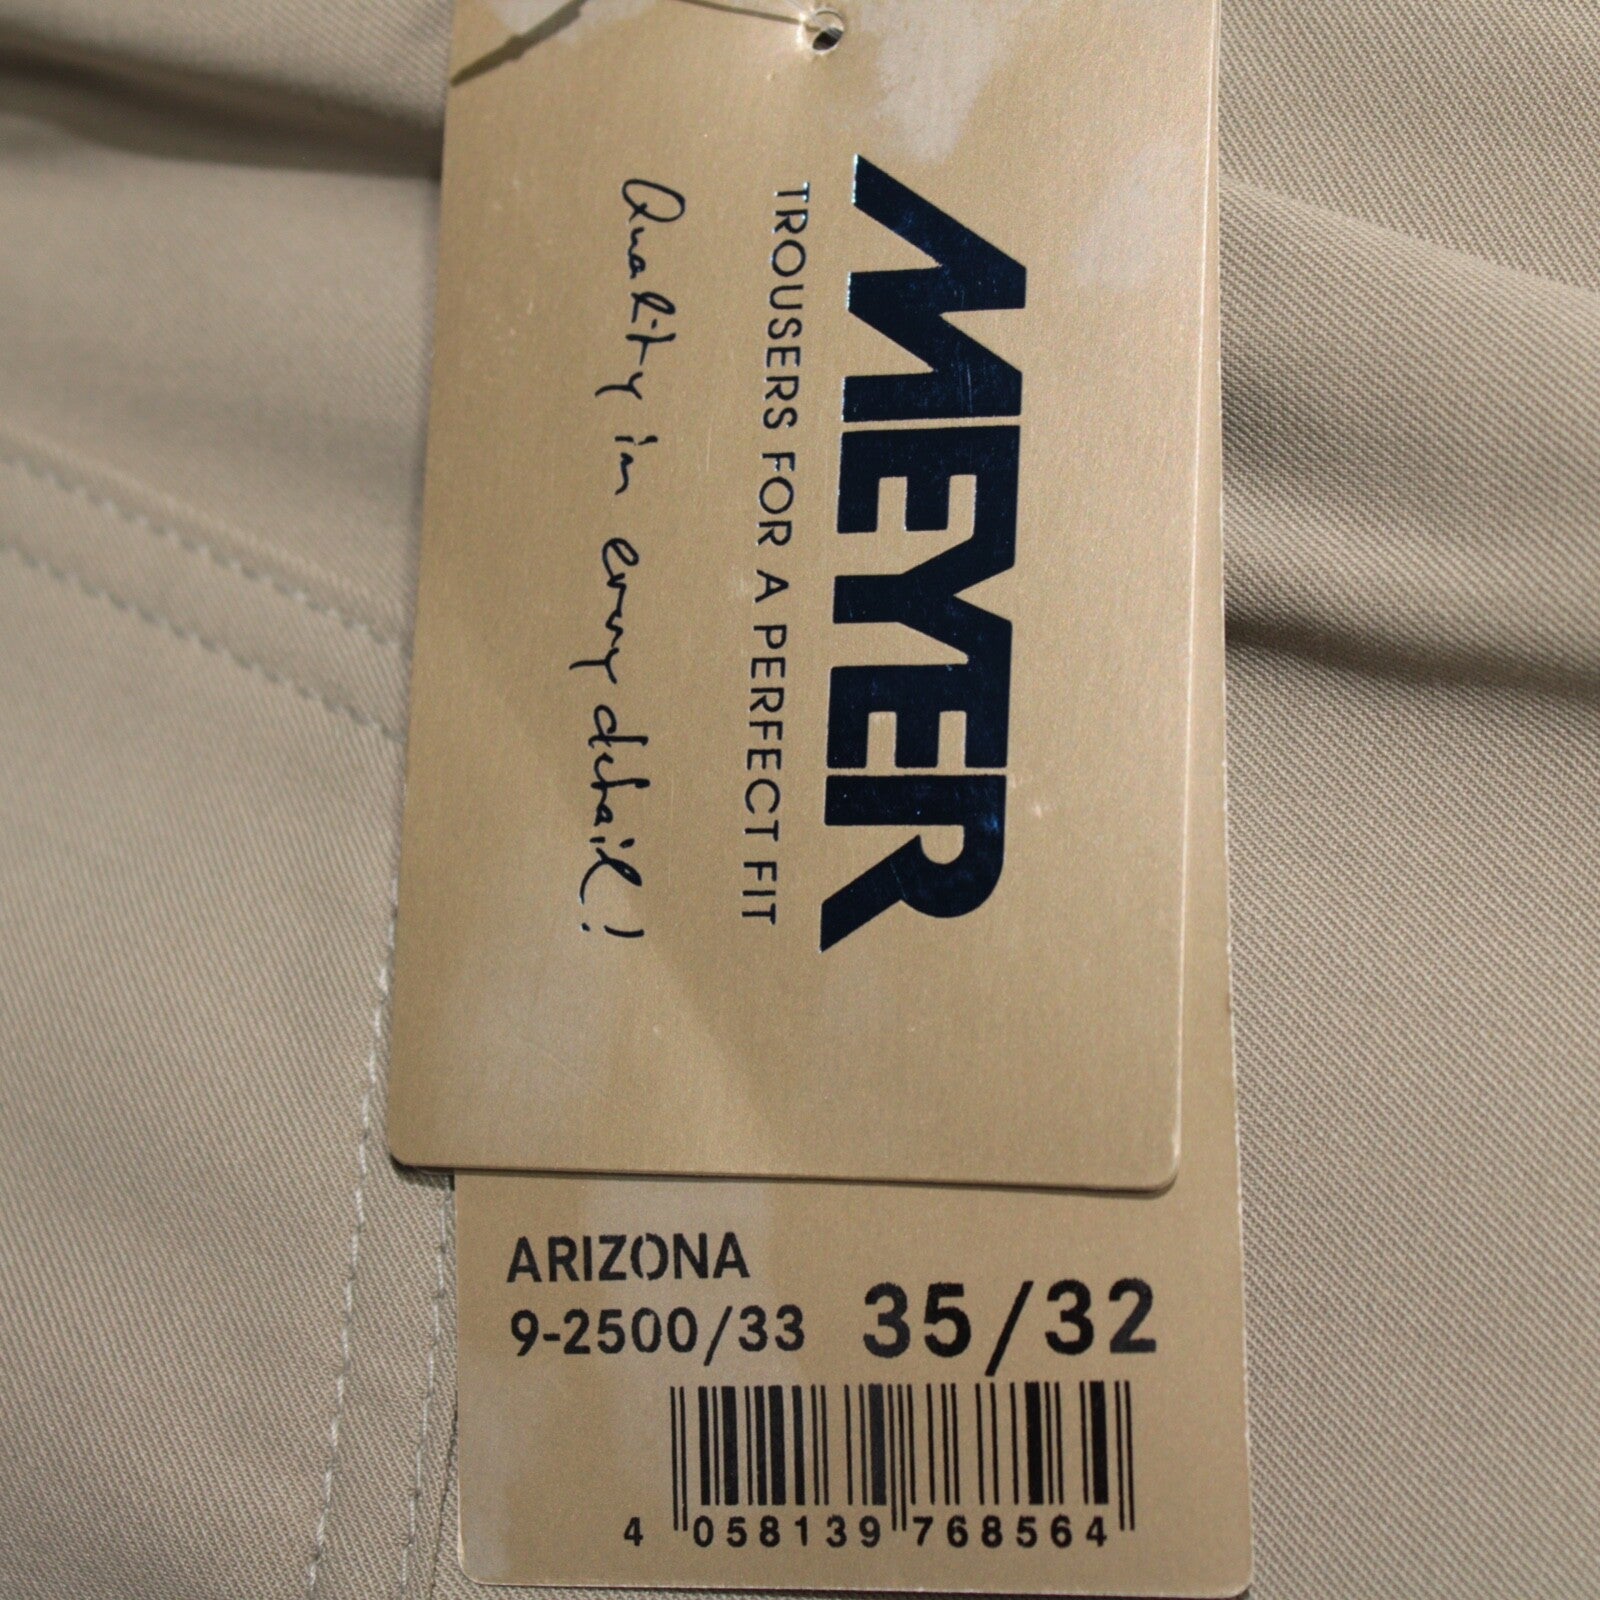 MEYER
TROUSERS FOR A PERFECT FIT
Quality in every detail!
ARIZONA
9-2500/33 35/32
4 058139 768564